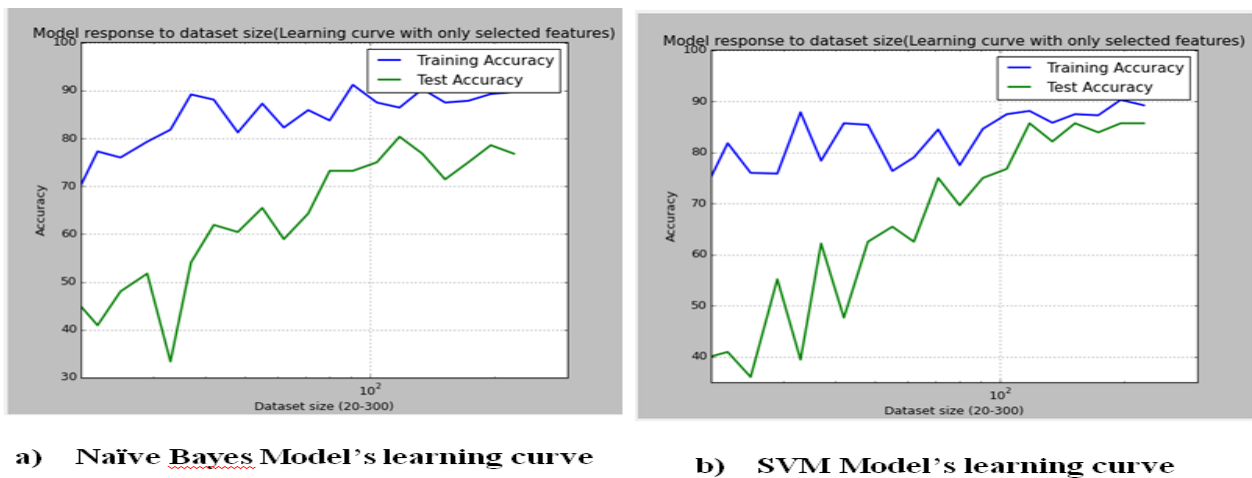 Model response to dataset size(Learning curve with only selected features)
Training Accuracy
Test Accuracy
100
90
80
70
60
50
40
30
Accuracy
10²
Dataset size (20-300)
a) Naïve Bayes Model's learning curve
Model response to dataset size(Learning curve with only selected features)
Training Accuracy
Test Accuracy
100
90
80
70
60
50
40
Accuracy
10²
Dataset size (20-300)
b) SVM Model's learning curve